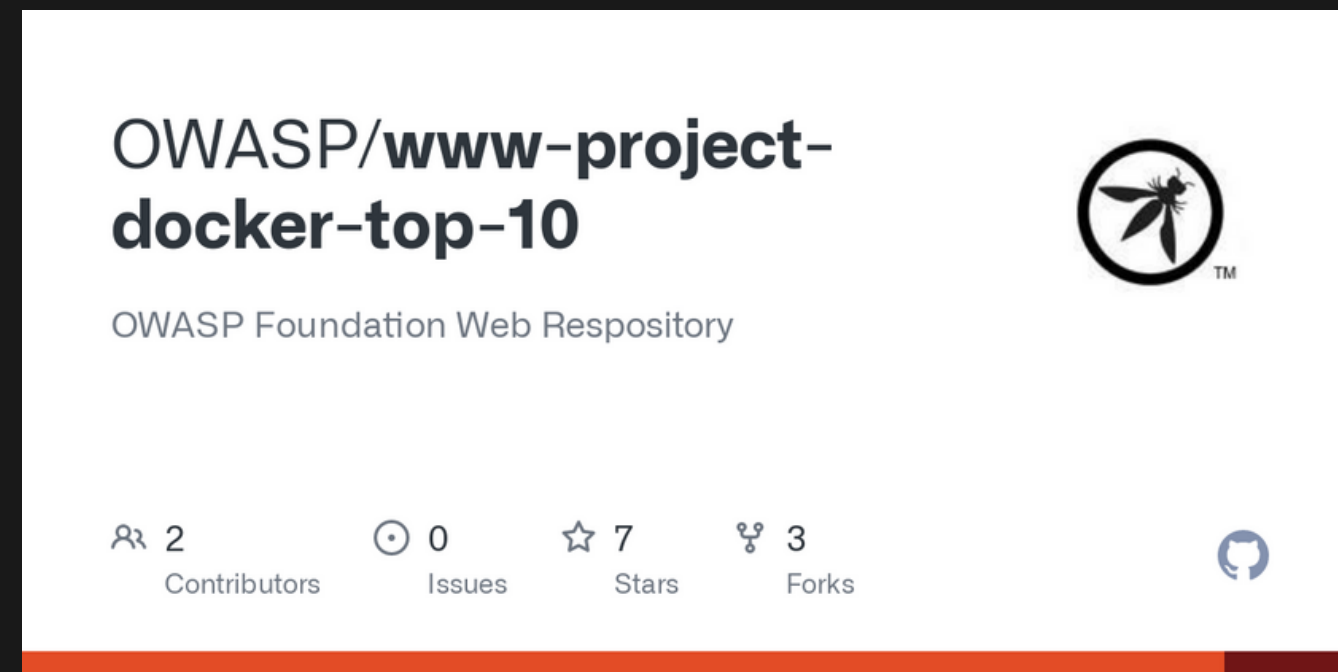 OWASP/www-project-
docker-top-10
TM
OWASP Foundation Web Respository
2 0 7 3
Contributors Issues Stars Forks